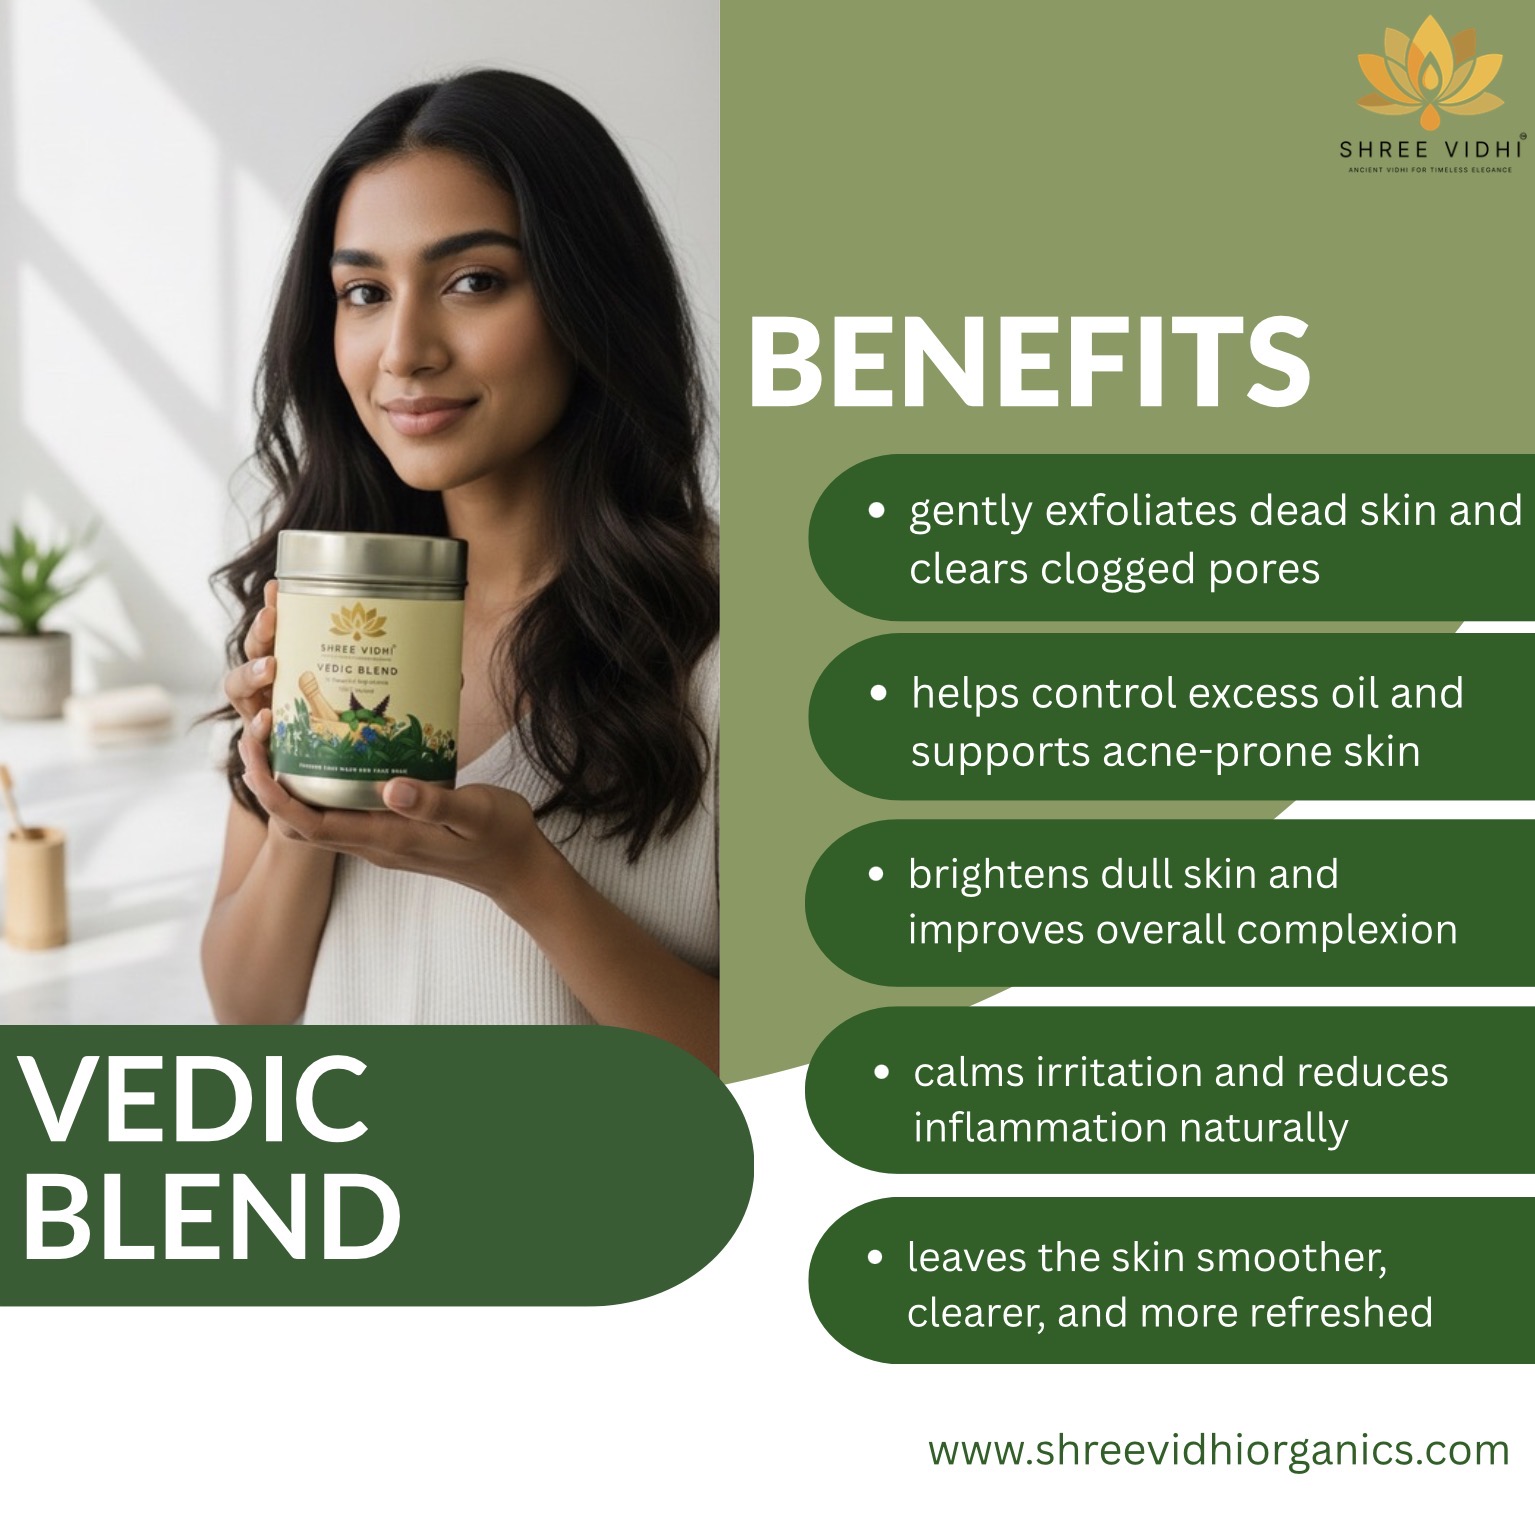 SHREE VIDHI
ANCIENT VIDHI FOR TIMELESS ELEGANCE
BENEFITS
• gently exfoliates dead skin and
clears clogged pores
• helps control excess oil and
supports acne-prone skin
• brightens dull skin and
improves overall complexion
• calms irritation and reduces
inflammation naturally
• leaves the skin smoother,
clearer, and more refreshed
SHREE VIDHI
VEDIC BLEND
VEDIC
BLEND
www.shreevidhiorganics.com